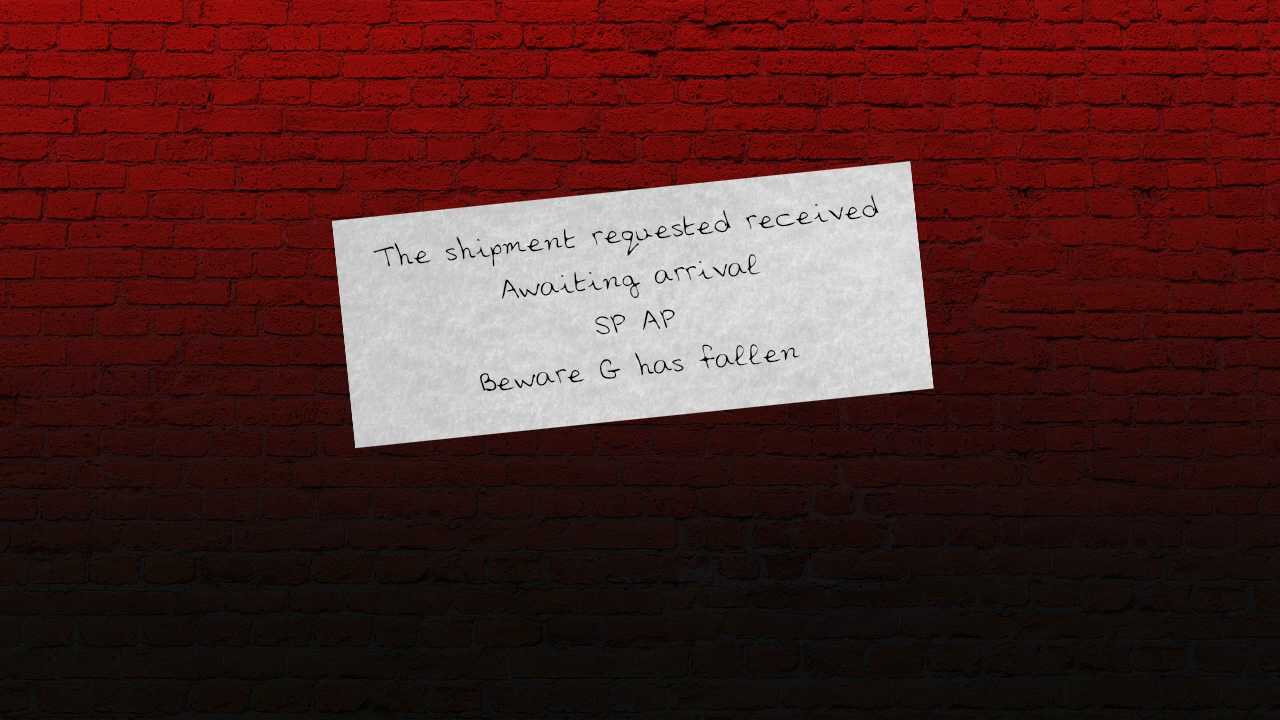 The shipment requested received
Awaiting arrival
SP AP
Beware G has fallen